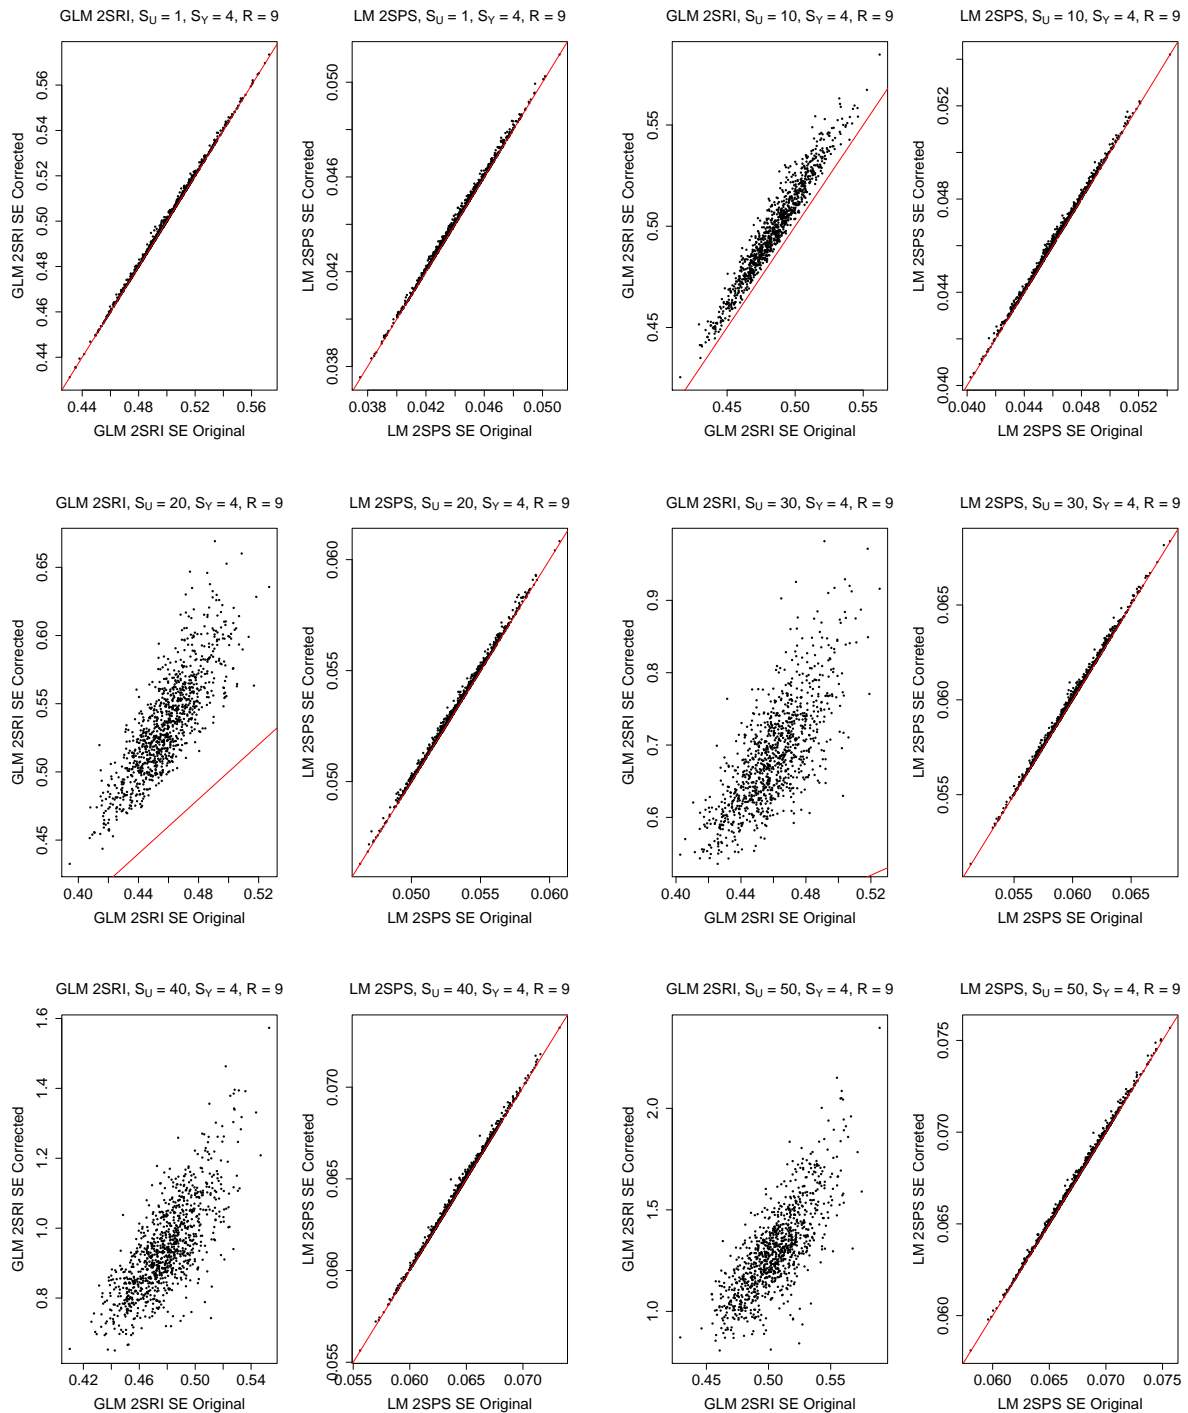 GLM 2SRI, S_U = 1, S_Y = 4, R = 9
GLM 2SRI SE Corrected
0.44 0.46 0.48 0.50 0.52 0.54 0.56
0.44 0.48 0.52 0.56
GLM 2SRI SE Original
LM 2SPS, S_U = 1, S_Y = 4, R = 9
LM 2SPS SE Correted
0.038 0.042 0.046 0.050
0.038 0.042 0.046 0.050
LM 2SPS SE Original
GLM 2SRI, S_U = 10, S_Y = 4, R = 9
GLM 2SRI SE Corrected
0.45 0.50 0.55
0.45 0.50 0.55
GLM 2SRI SE Original
LM 2SPS, S_U = 10, S_Y = 4, R = 9
LM 2SPS SE Correted
0.040 0.044 0.048 0.052
0.040 0.044 0.048 0.052
LM 2SPS SE Original
GLM 2SRI, S_U = 20, S_Y = 4, R = 9
GLM 2SRI SE Corrected
0.45 0.50 0.55 0.60 0.65
0.40 0.44 0.48 0.52
GLM 2SRI SE Original
LM 2SPS, S_U = 20, S_Y = 4, R = 9
LM 2SPS SE Correted
0.050 0.055 0.060
0.050 0.055 0.060
LM 2SPS SE Original
GLM 2SRI, S_U = 30, S_Y = 4, R = 9
GLM 2SRI SE Corrected
0.6 0.7 0.8 0.9
0.40 0.44 0.48 0.52
GLM 2SRI SE Original
LM 2SPS, S_U = 30, S_Y = 4, R = 9
LM 2SPS SE Correted
0.055 0.060 0.065
0.055 0.060 0.065
LM 2SPS SE Original
GLM 2SRI, S_U = 40, S_Y = 4, R = 9
GLM 2SRI SE Corrected
0.8 1.0 1.2 1.4 1.6
0.42 0.46 0.50 0.54
GLM 2SRI SE Original
LM 2SPS, S_U = 40, S_Y = 4, R = 9
LM 2SPS SE Correted
0.055 0.060 0.065 0.070
0.055 0.060 0.065 0.070
LM 2SPS SE Original
GLM 2SRI, S_U = 50, S_Y = 4, R = 9
GLM 2SRI SE Corrected
1.0 1.5 2.0
0.45 0.50 0.55
GLM 2SRI SE Original
LM 2SPS, S_U = 50, S_Y = 4, R = 9
LM 2SPS SE Correted
0.060 0.065 0.070 0.075
0.060 0.065 0.070 0.075
LM 2SPS SE Original